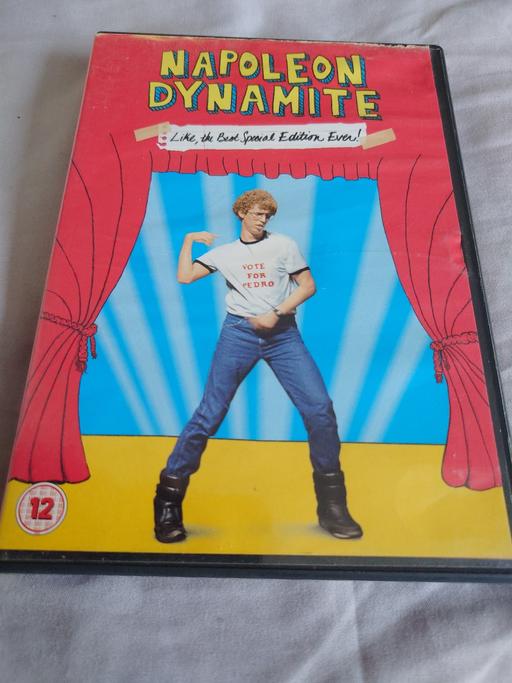 NAPOLEON
DYNAMITE
Like, the Best Special Edition Ever!
VOTE
FOR
PEDRO
12